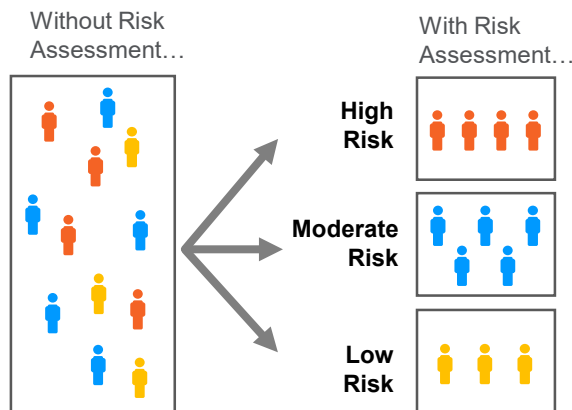 Without Risk
Assessment…
With Risk
Assessment…
High
Risk
Moderate
Risk
Low
Risk